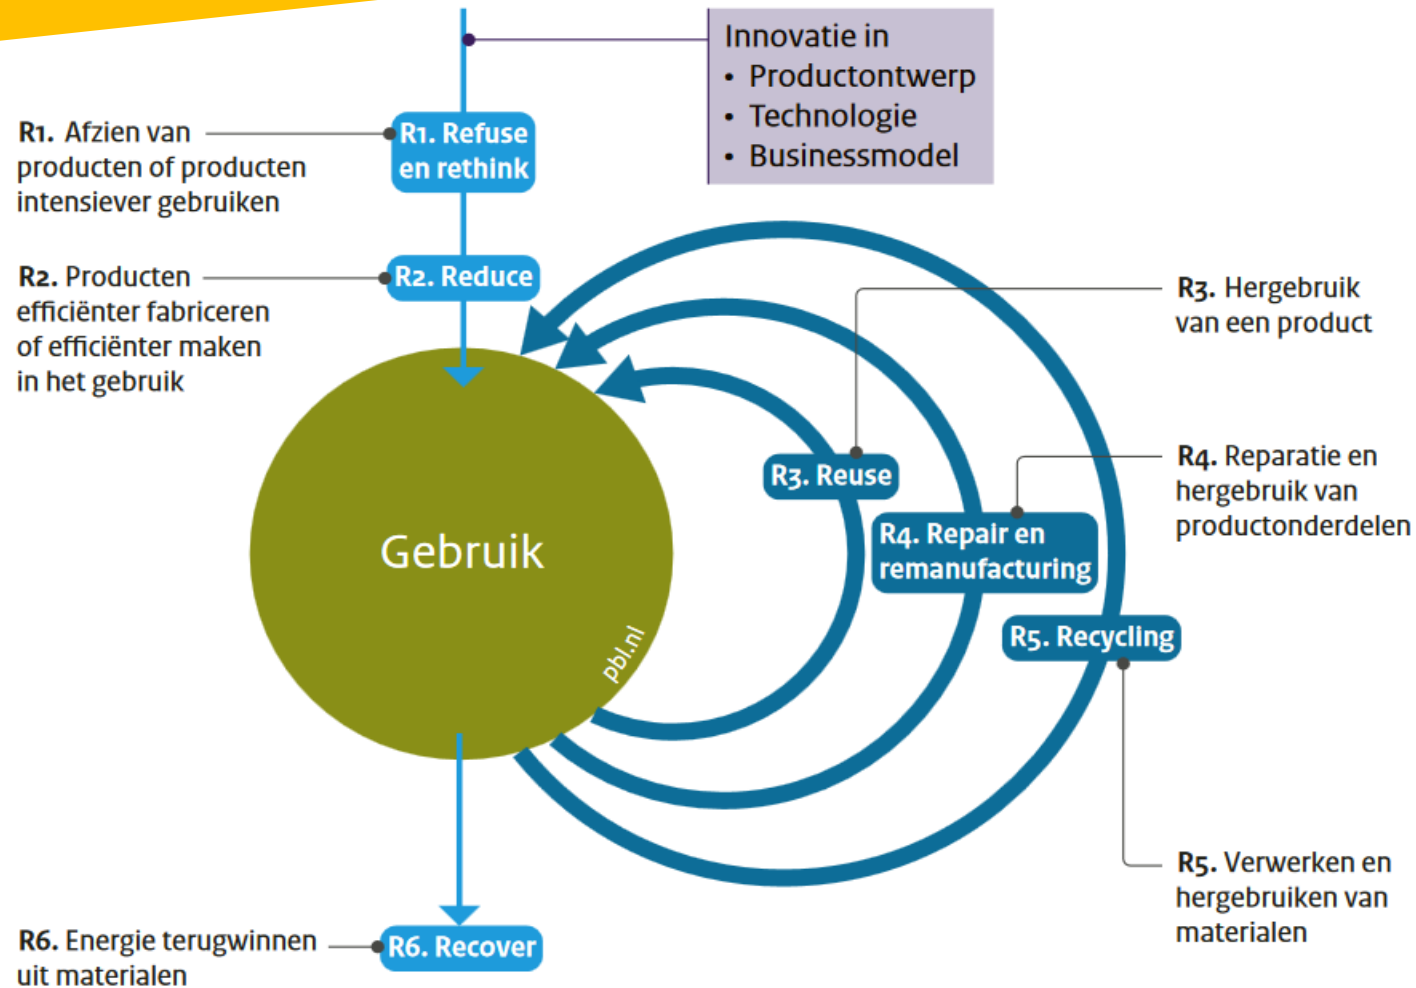 Innovatie in
• Productontwerp
• Technologie
• Businessmodel
R1. Afzien van
producten of producten
intensiever gebruiken
R1. Refuse
en rethink
R2. Producten
efficiënter fabriceren
of efficiënter maken
in het gebruik
R2. Reduce
R3. Hergebruik
van een product
R3. Reuse
R4. Reparatie en
hergebruik van
productonderdelen
R4. Repair en
remanufacturing
Gebruik
pbl.nl
R5. Recycling
R5. Verwerken en
hergebruiken van
materialen
R6. Energie terugwinnen
uit materialen
R6. Recover